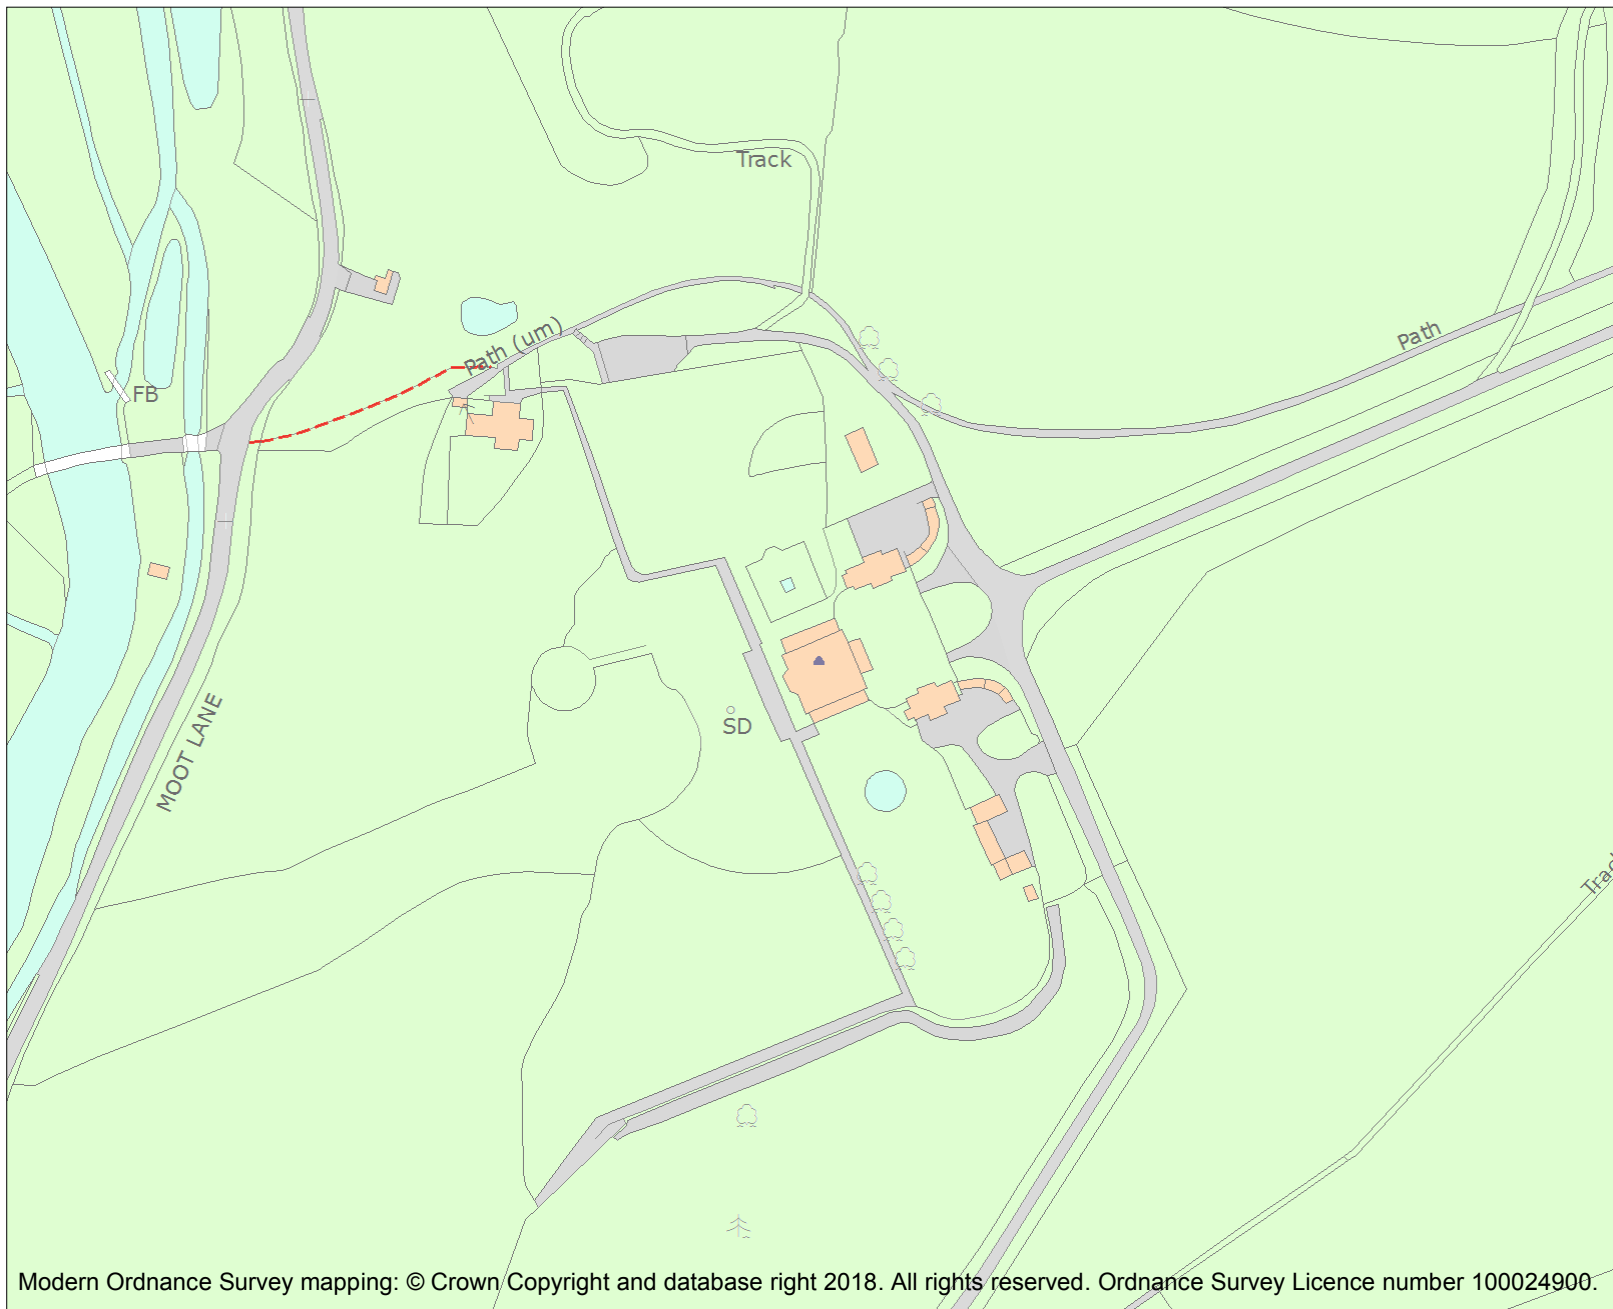 Track
Path (um)
Path
FB
MOOT LANE
SD
Trac
Modern Ordnance Survey mapping: © Crown Copyright and database right 2018. All rights reserved. Ordnance Survey Licence number 100024900.